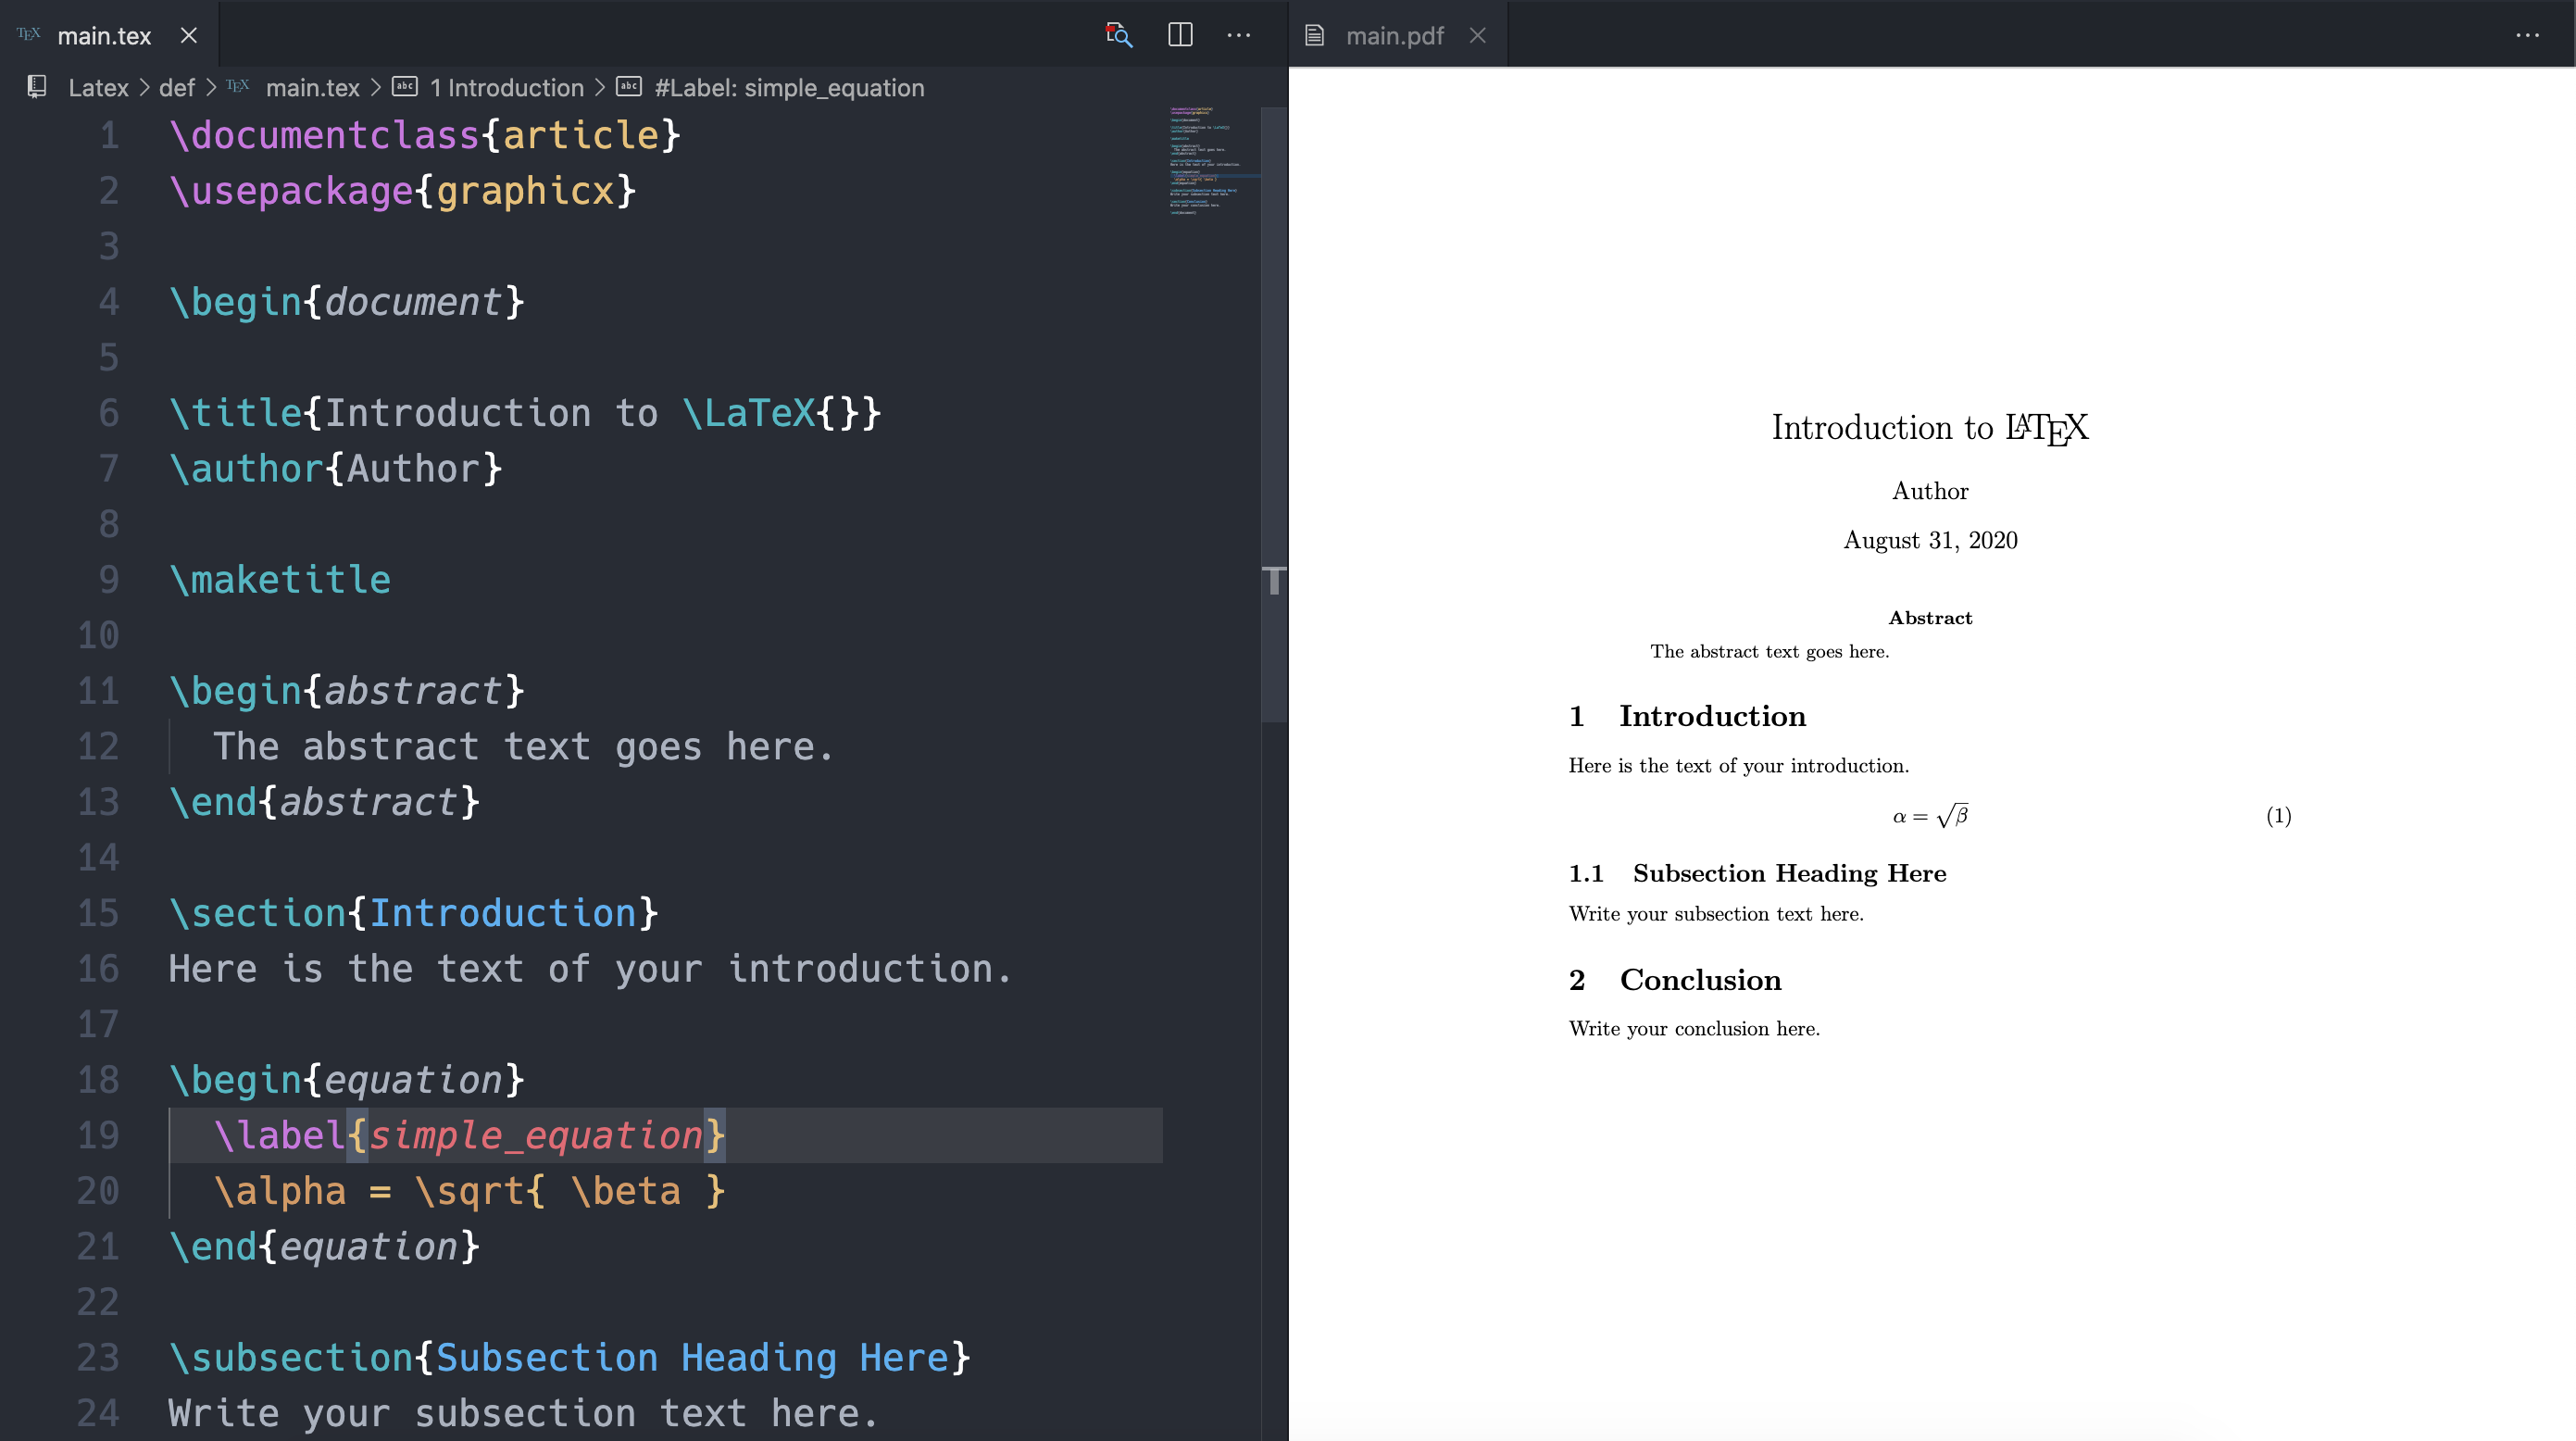 TEX main.tex
Latex > def > TEX main.tex > abc 1 Introduction > abc #Label: simple_equation
1 \documentclass{article}
2 \usepackage{graphicx}
3
4 \begin{document}
5
6 \title{Introduction to \LaTeX{}}
7 \author{Author}
8
9 \maketitle
10
11 \begin{abstract}
12 The abstract text goes here.
13 \end{abstract}
14
15 \section{Introduction}
16 Here is the text of your introduction.
17
18 \begin{equation}
19 \label{simple_equation}
20 \alpha = \sqrt{ \beta }
21 \end{equation}
22
23 \subsection{Subsection Heading Here}
24 Write your subsection text here.
main.pdf
Introduction to LATEX
Author
August 31, 2020
Abstract
The abstract text goes here.
1 Introduction
Here is the text of your introduction.
α = √β (1)
1.1 Subsection Heading Here
Write your subsection text here.
2 Conclusion
Write your conclusion here.